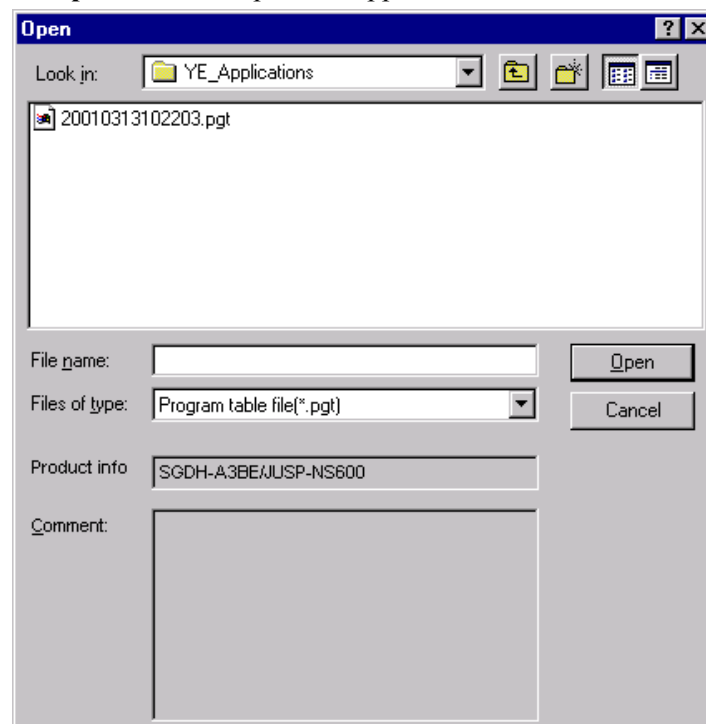 Open
Look in: YE_Applications
20010313102203.pgt
File name:
Open
Files of type: Program table file(*.pgt)
Cancel
Product info SGDH-A3BE/JUSP-NS600
Comment: